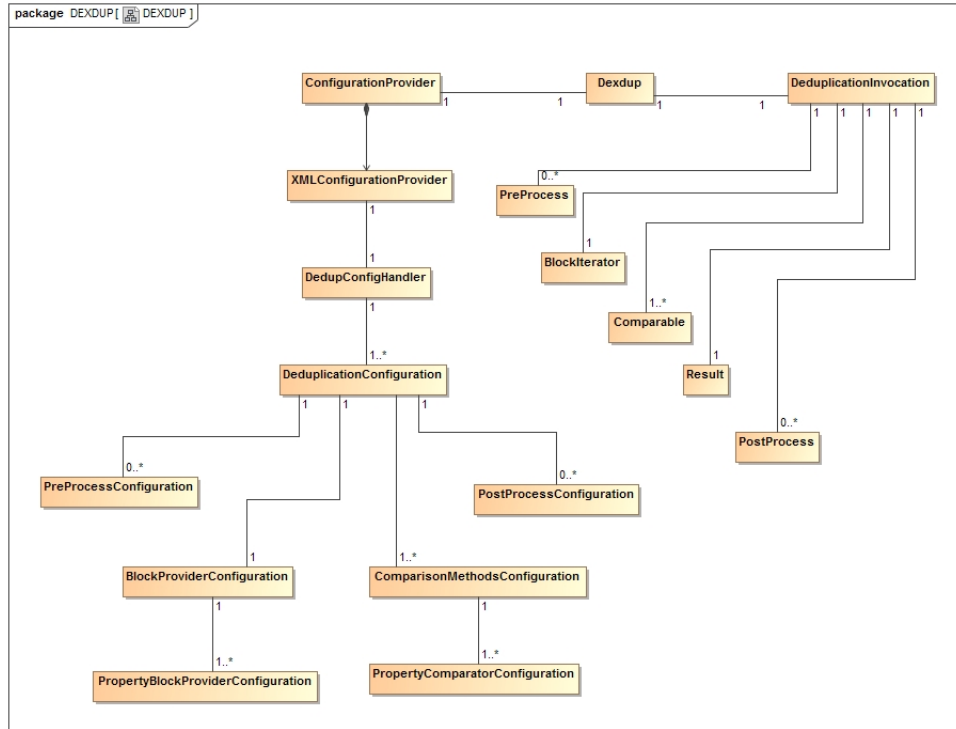 package DEXDUP[ DEXDUP ]
ConfigurationProvider
Dexdup
DeduplicationInvocation
1
1
1
1
1
1
1
1
1
XMLConfigurationProvider
0..*
PreProcess
1
1
BlockIterator
1
DedupConfigHandler
1
1..*
Comparable
1..*
DeduplicationConfiguration
1
Result
1
1
1
1
0..*
PostProcess
0..*
PreProcessConfiguration
0..*
PostProcessConfiguration
1
BlockProviderConfiguration
1..*
ComparisonMethodsConfiguration
1
1
1..*
PropertyBlockProviderConfiguration
1..*
PropertyComparatorConfiguration